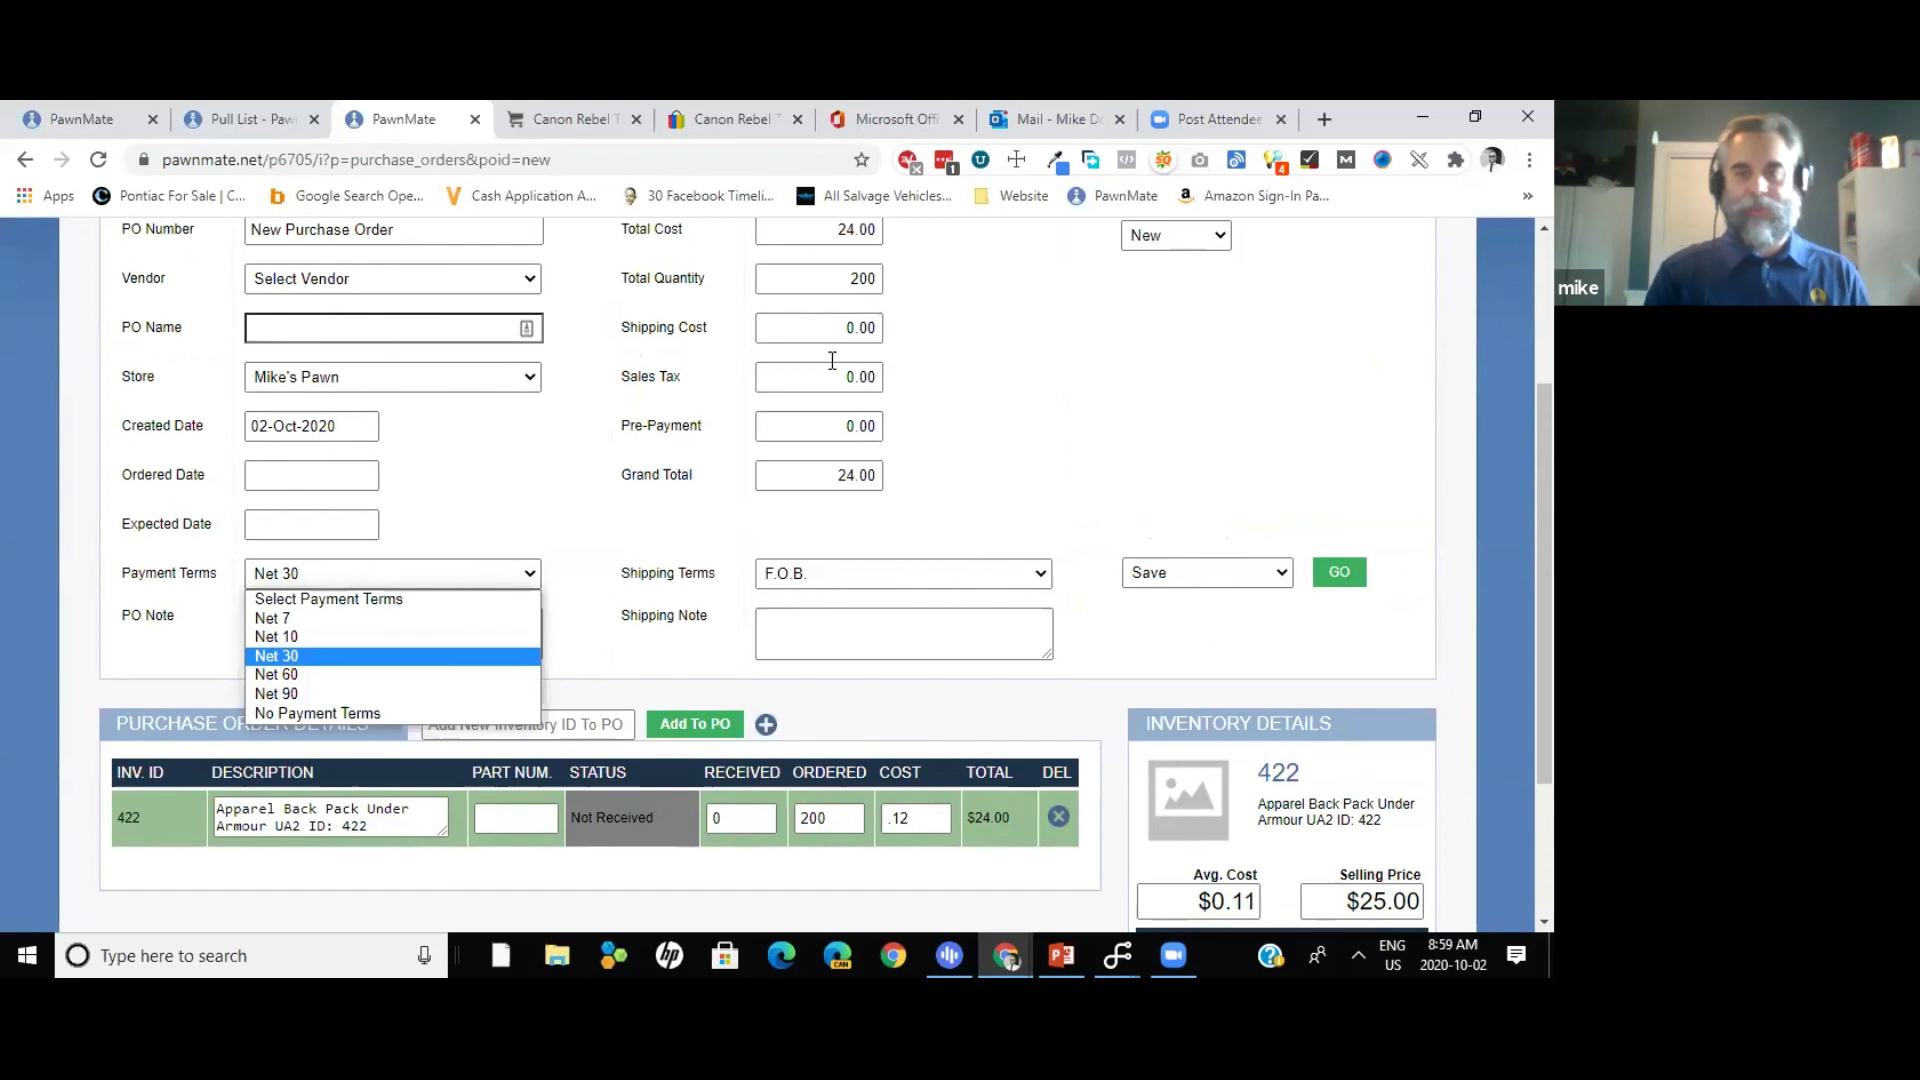 PawnMate
Pull List - Paw
PawnMate
Canon Rebel T
Canon Rebel T
Microsoft Offi
Mail - Mike D
Post Attendee
pawnmate.net/p6705/i?p=purchase_orders&poid=new
Apps
Pontiac For Sale | C...
Google Search Ope...
Cash Application A...
30 Facebook Timeli...
All Salvage Vehicles...
Website
PawnMate
Amazon Sign-In Pa...
»
mike
PO Number New Purchase Order Total Cost 24.00 New
Vendor Select Vendor Total Quantity 200
PO Name Shipping Cost 0.00
Store Mike's Pawn Sales Tax 0.00
Created Date 02-Oct-2020 Pre-Payment 0.00
Ordered Date Grand Total 24.00
Expected Date
Payment Terms Net 30 Shipping Terms F.O.B. Save GO
Select Payment Terms
Net 7
PO Note Shipping Note
Net 10
Net 30
Net 60
Net 90
No Payment Terms
PURCHASE ORDER DETAILS Add New Inventory ID To PO Add To PO
INVENTORY DETAILS
INV. ID DESCRIPTION PART NUM. STATUS RECEIVED ORDERED COST TOTAL DEL
422 Apparel Back Pack Under
Armour UA2 ID: 422
Not Received 0 200 .12 $24.00
422
Apparel Back Pack Under
Armour UA2 ID: 422
Avg. Cost Selling Price
$0.11 $25.00
Type here to search
ENG
US
8:59 AM
2020-10-02